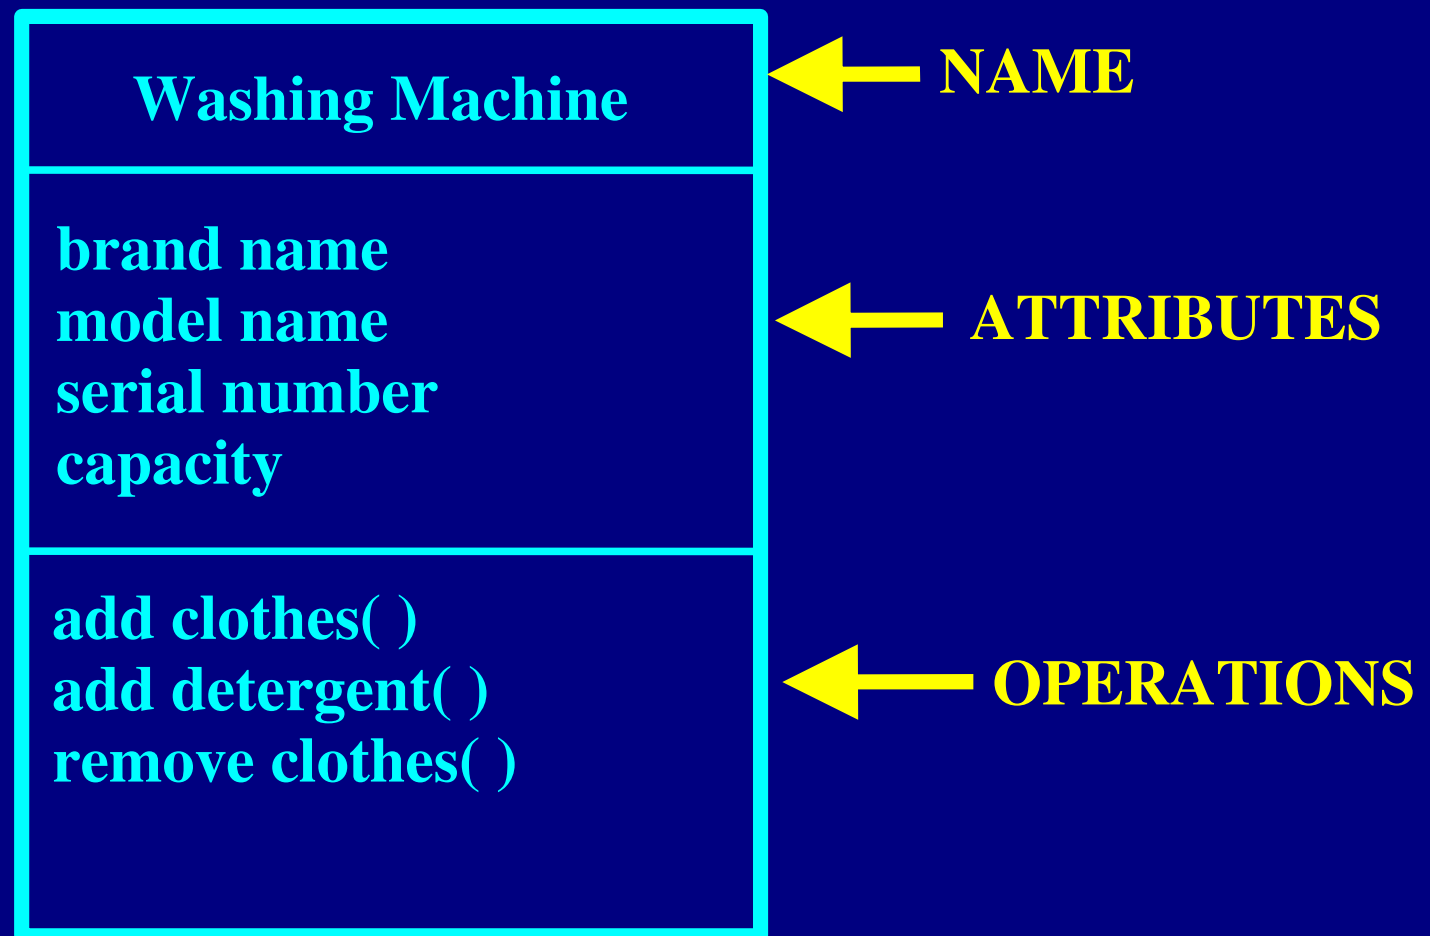 Washing Machine
NAME
brand name
model name
serial number
capacity
ATTRIBUTES
add clothes( )
add detergent( )
remove clothes( )
OPERATIONS